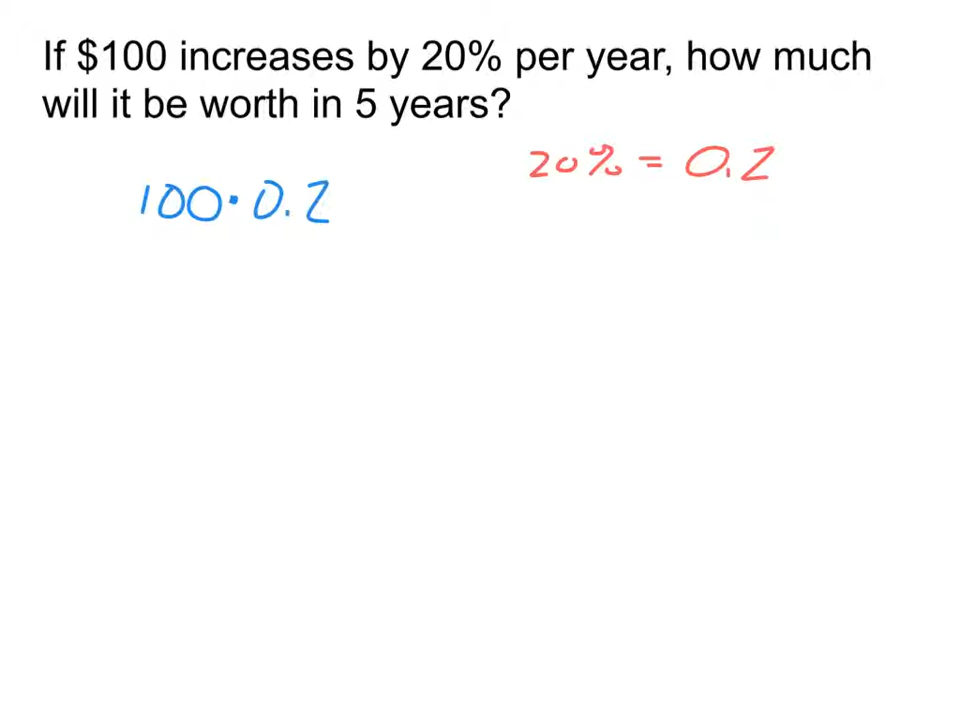 If $100 increases by 20% per year, how much
will it be worth in 5 years?
20% = 0.2
100 · 0.2